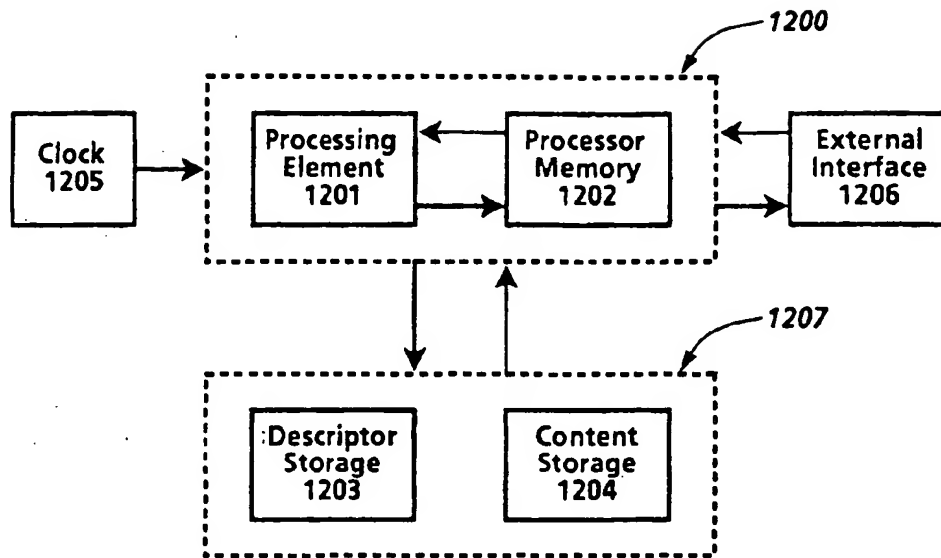 1200
Clock
1205
Processing
Element
1201
Processor
Memory
1202
External
Interface
1206
1207
Descriptor
Storage
1203
Content
Storage
1204